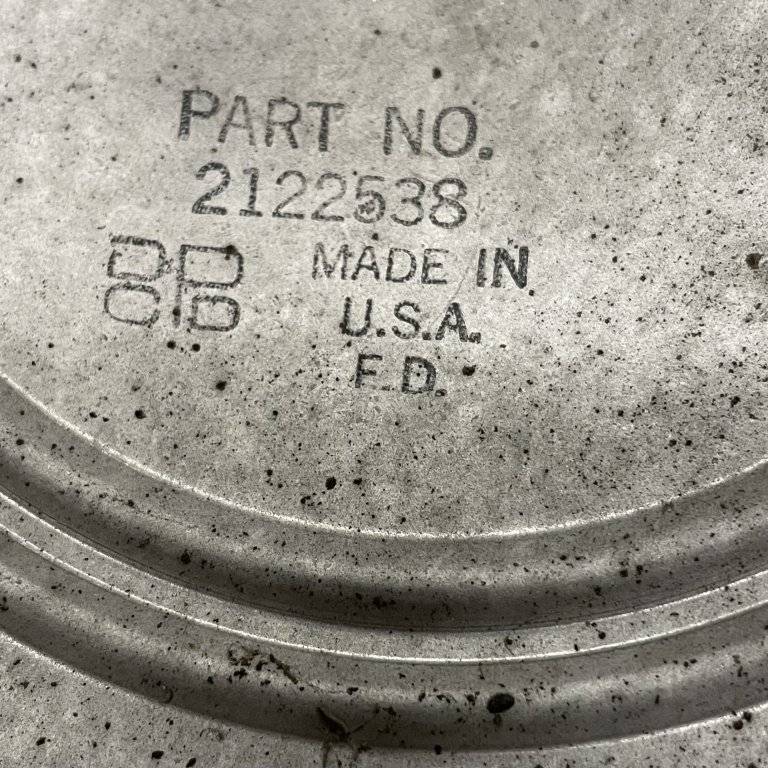 PART NO.
2122538
MADE IN
U.S.A.
F.D.